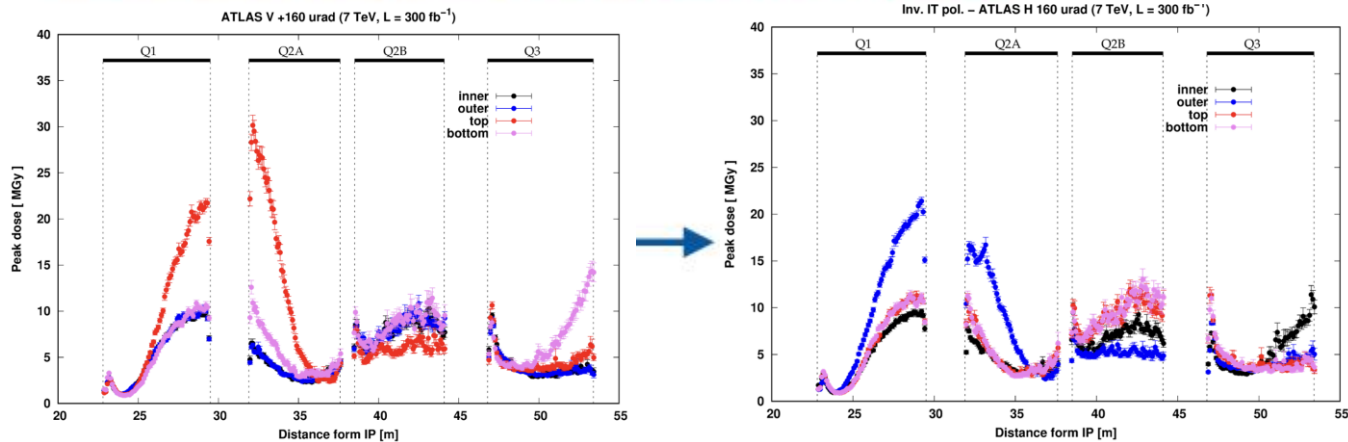 ATLAS V +160 urad (7 TeV, L = 300 fb⁻¹)
40
35
30
25
20
15
10
5
0
Peak dose [ MGy]
Q1
Q2A
Q2B
Q3
inner
outer
top
bottom
20
25
30
35
40
45
50
55
Distance form IP [m]
Inv. IT pol. – ATLAS H 160 urad (7 TeV, L = 300 fb⁻¹)
40
35
30
25
20
15
10
5
0
Peak dose [ MGy]
Q1
Q2A
Q2B
Q3
inner
outer
top
bottom
20
25
30
35
40
45
50
55
Distance form IP [m]